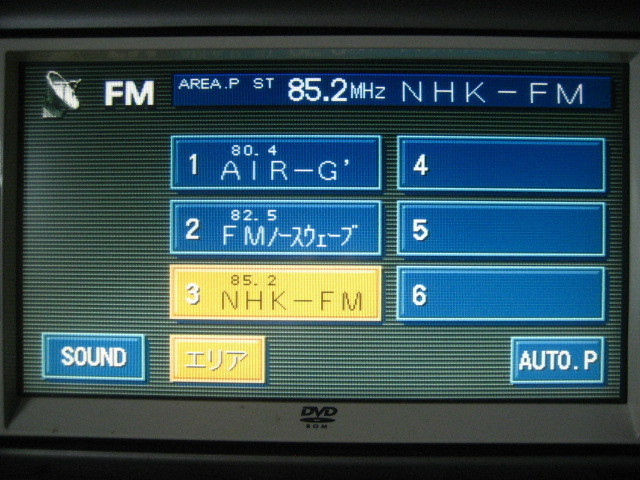 FM AREA.P ST 85.2MHz NHK-FM
1 80.4 AIR-G' 4
2 82.5 FMノースウェーブ 5
3 85.2 NHK-FM 6
SOUND エリア AUTO.P
DVD
ROM